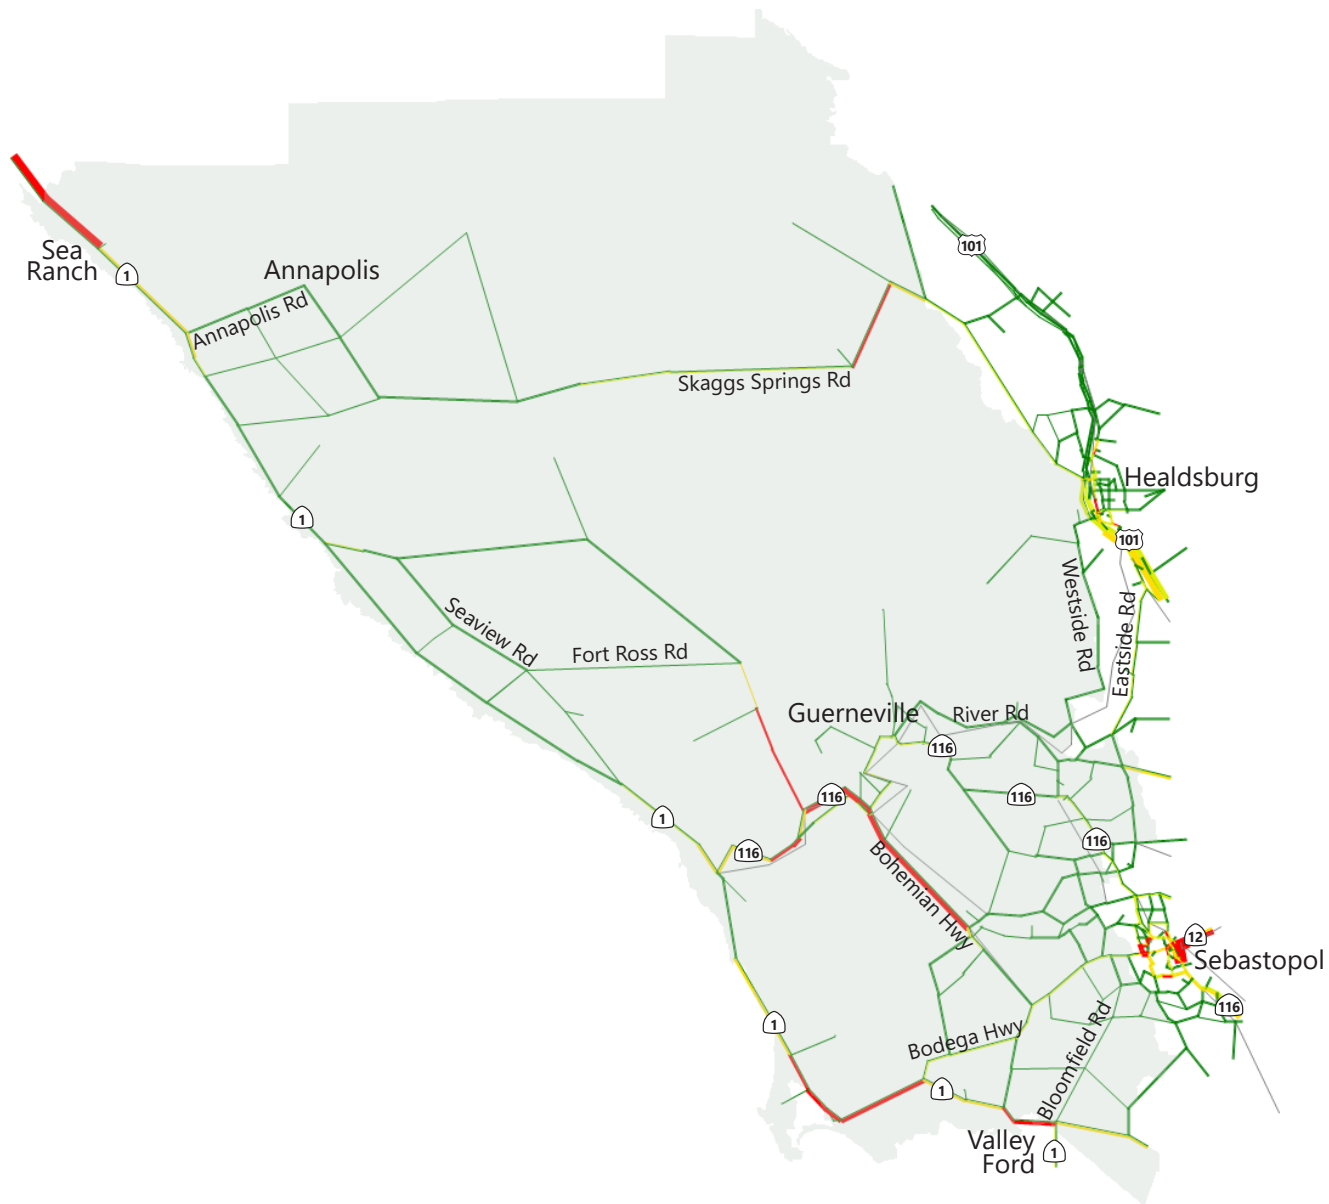 101
Sea
Ranch
1
Annapolis
Annapolis Rd
Skaggs Springs Rd
Healdsburg
1
101
Westside Rd
Eastside Rd
Seaview Rd
Fort Ross Rd
Guerneville
River Rd
116
116
116
1
116
116
Bohemian Hwy
12
Sebastopol
116
1
Bodega Hwy
Bloomfield Rd
1
Valley
Ford
1